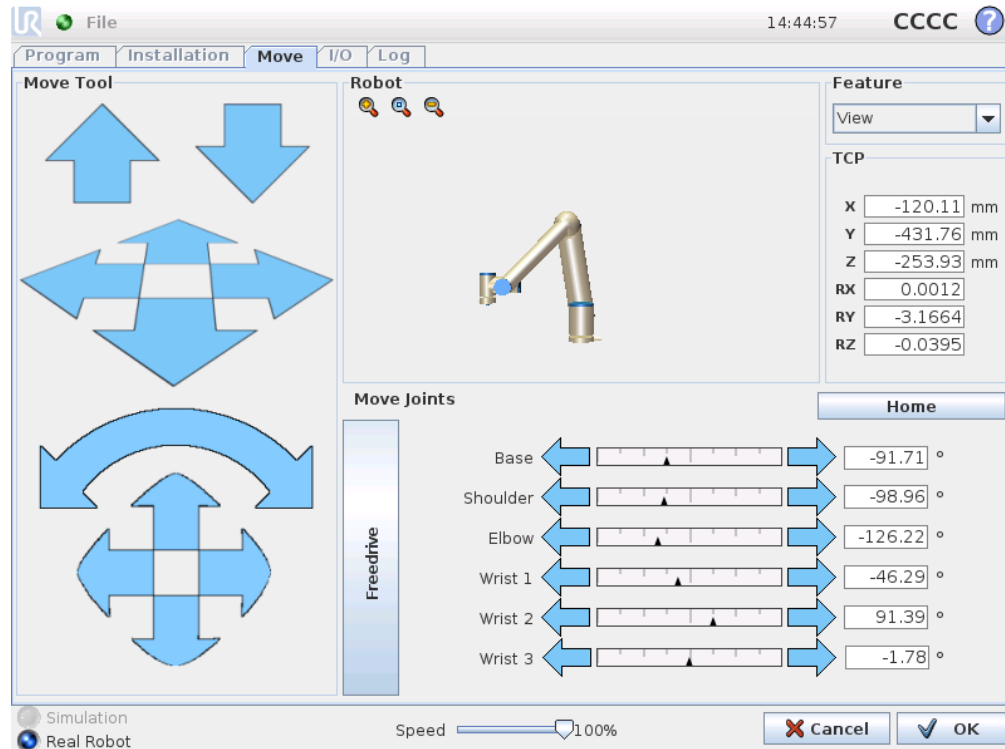 UR File 14:44:57 CCCC ?
Program Installation Move I/O Log
Move Tool
Robot
Feature
View
TCP
X -120.11 mm
Y -431.76 mm
Z -253.93 mm
RX 0.0012
RY -3.1664
RZ -0.0395
Move Joints
Home
Freedrive
Base -91.71 °
Shoulder -98.96 °
Elbow -126.22 °
Wrist 1 -46.29 °
Wrist 2 91.39 °
Wrist 3 -1.78 °
Simulation
Real Robot
Speed 100%
Cancel OK